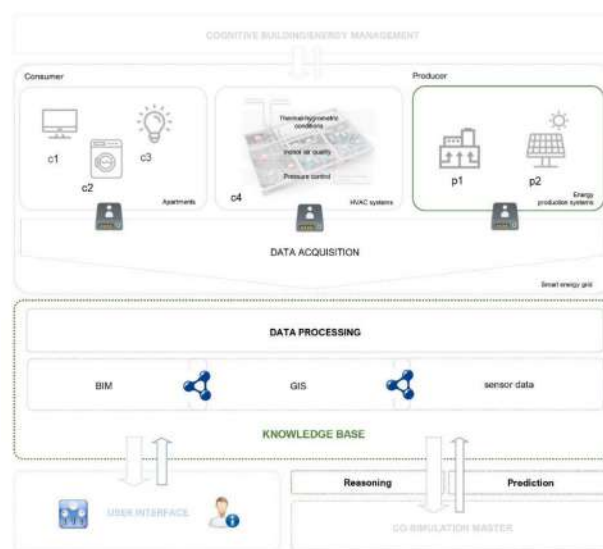 COGNITIVE BUILDING/ENERGY MANAGEMENT
Consumer
Producer
c1
c2
c3
Apartments
Thermal-hygrometric
conditions
Indoor air quality
Pressure control
c4
HVAC systems
p1
p2
Energy
production systems
DATA ACQUISITION
Smart energy grid
DATA PROCESSING
BIM
GIS
sensor data
KNOWLEDGE BASE
USER INTERFACE
Reasoning
Prediction
CO-SIMULATION MASTER